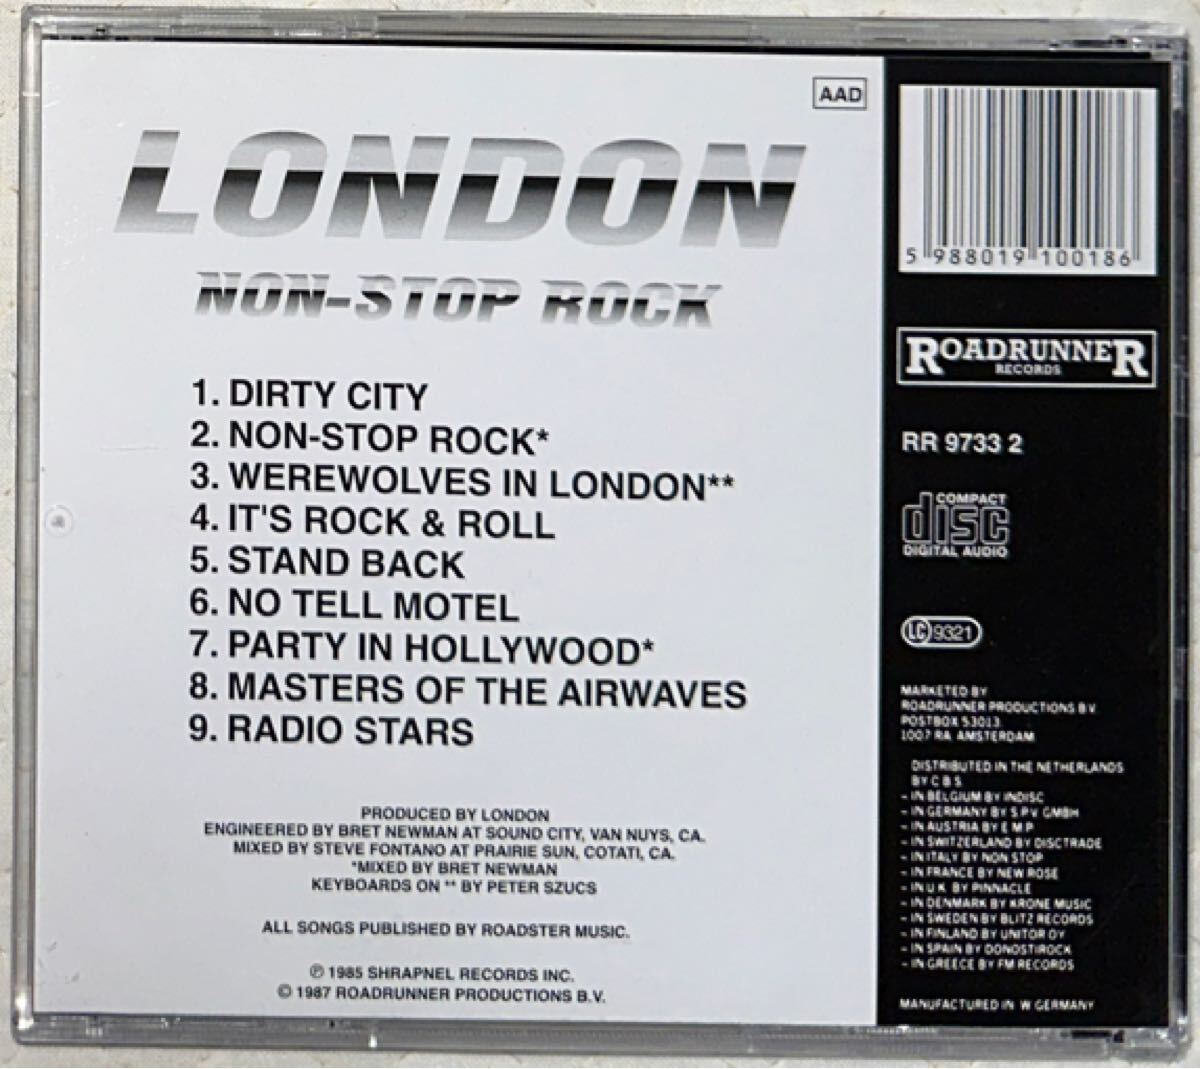 AAD
LONDON
NON-STOP ROCK
1. DIRTY CITY
2. NON-STOP ROCK*
3. WEREWOLVES IN LONDON**
4. IT'S ROCK & ROLL
5. STAND BACK
6. NO TELL MOTEL
7. PARTY IN HOLLYWOOD*
8. MASTERS OF THE AIRWAVES
9. RADIO STARS
PRODUCED BY LONDON
ENGINEERED BY BRET NEWMAN AT SOUND CITY, VAN NUYS, CA.
MIXED BY STEVE FONTANO AT PRAIRIE SUN, COTATI, CA.
*MIXED BY BRET NEWMAN
KEYBOARDS ON ** BY PETER SZUCS
ALL SONGS PUBLISHED BY ROADSTER MUSIC.
℗ 1985 SHRAPNEL RECORDS INC.
© 1987 ROADRUNNER PRODUCTIONS B.V.
5 988019 100186
ROADRUNNER
RECORDS
RR 9733 2
COMPACT
disc
DIGITAL AUDIO
LC 9321
MARKETED BY
ROADRUNNER PRODUCTIONS B.V.
POSTBOX 53013
1007 RA AMSTERDAM
DISTRIBUTED IN THE NETHERLANDS
BY C B S
- IN BELGIUM BY INDISC
- IN GERMANY BY S.P.V. GMBH
- IN AUSTRIA BY E M P
- IN SWITZERLAND BY DISCTRADE
- IN ITALY BY NON STOP
- IN FRANCE BY NEW ROSE
- IN U.K. BY PINNACLE
- IN DENMARK BY KRONE MUSIC
- IN SWEDEN BY BLITZ RECORDS
- IN FINLAND BY UNITOR OY
- IN SPAIN BY DONOSTIROCK
- IN GREECE BY FM RECORDS
MANUFACTURED IN W GERMANY